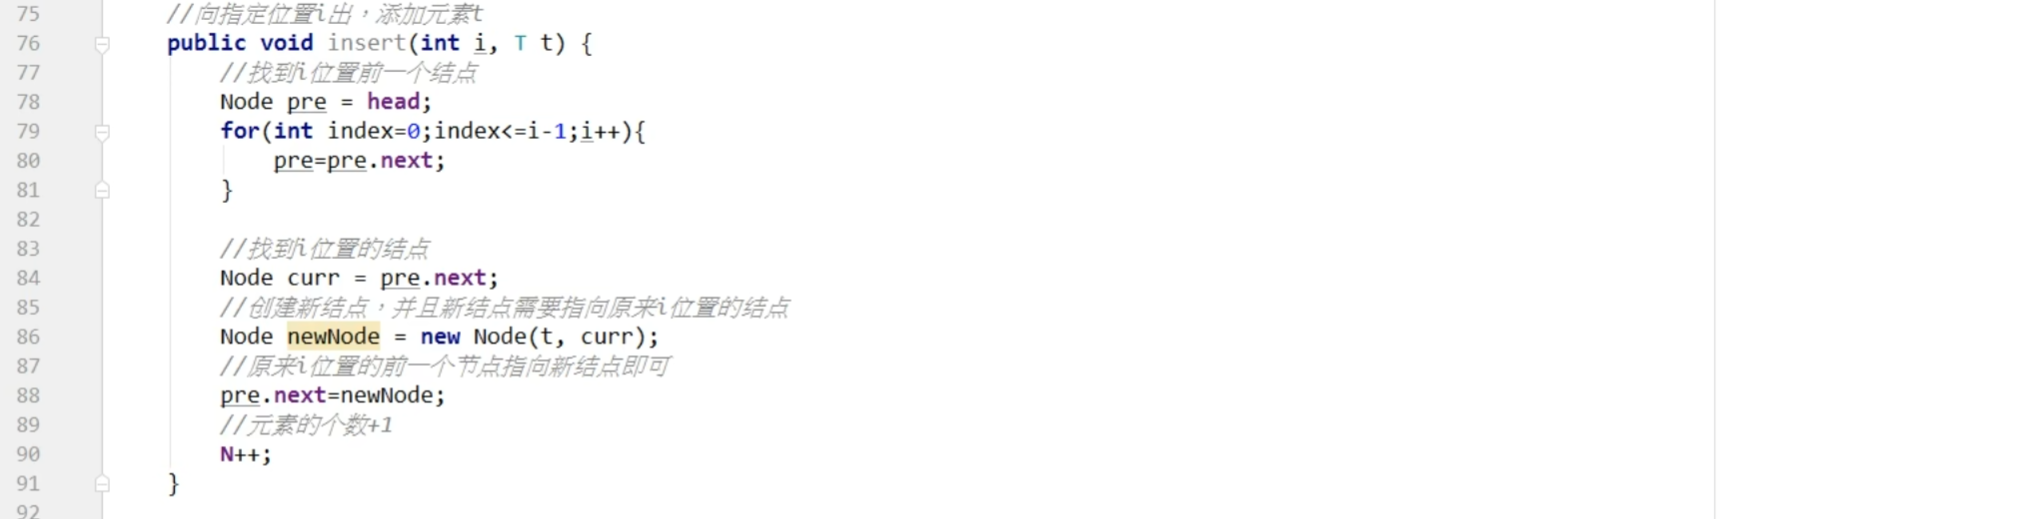 75 //向指定位置i出，添加元素t
76 public void insert(int i, T t) {
77 //找到i位置前一个结点
78 Node pre = head;
79 for(int index=0;index<=i-1;i++){
80 pre=pre.next;
81 }
82
83 //找到i位置的结点
84 Node curr = pre.next;
85 //创建新结点，并且新结点需要指向原来i位置的结点
86 Node newNode = new Node(t, curr);
87 //原来i位置的前一个节点指向新结点即可
88 pre.next=newNode;
89 //元素的个数+1
90 N++;
91 }
92